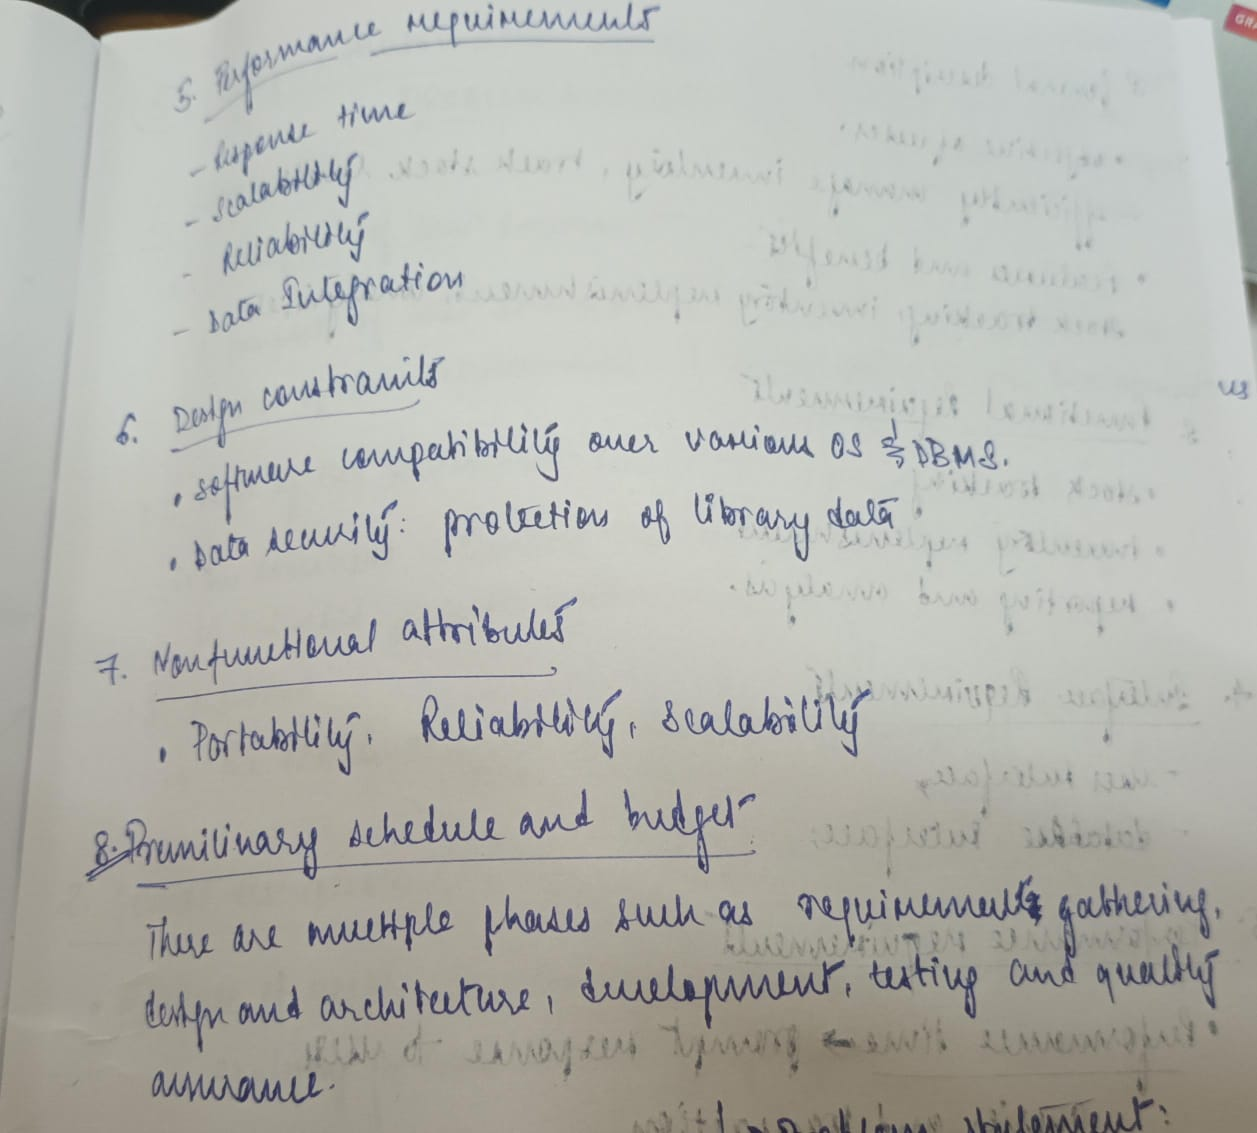 5. Performance requirements
- Response time
- Scalability
- Reliability
- Data Integration
6. Design constraints
• software compatibility over various OS & DBMS.
• Data security: protection of library data
7. Nonfunctional attributes
• Portability, Reliability, Scalability
8. Premilinary schedule and budget
There are multiple phases such as requirements gathering,
design and architecture, development, testing and quality
assurance.
statement: